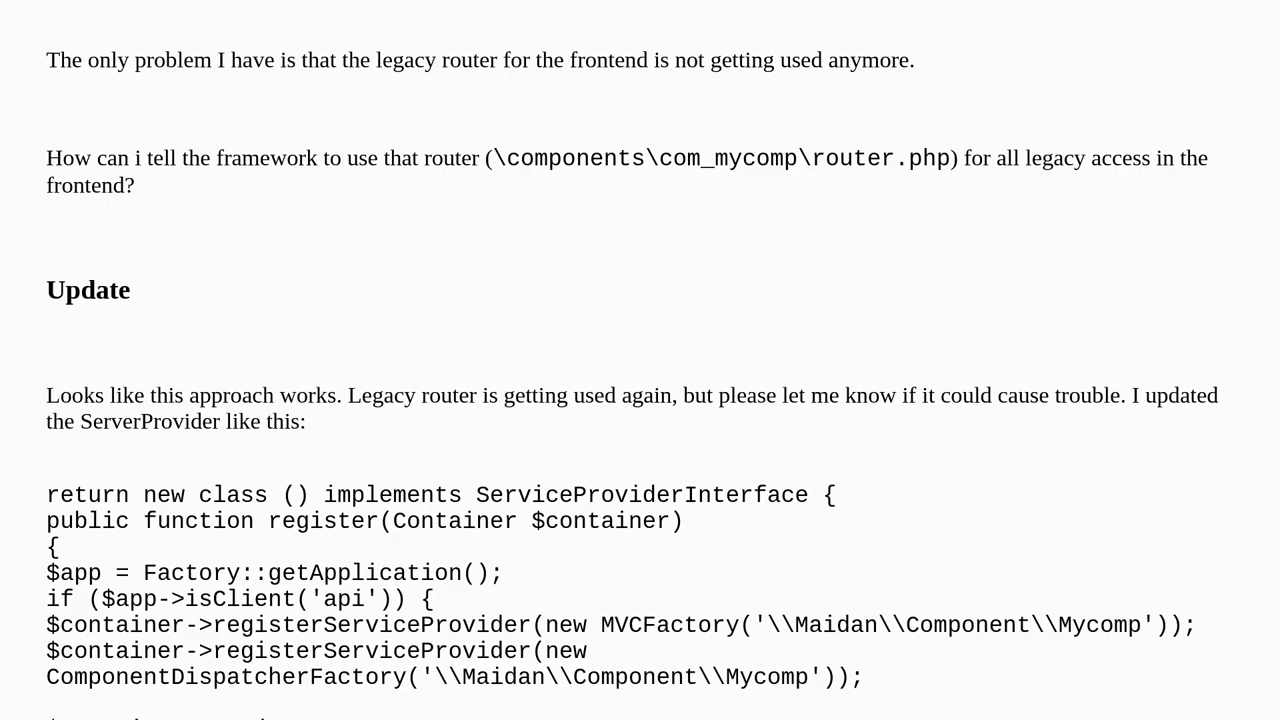 The only problem I have is that the legacy router for the frontend is not getting used anymore.
How can i tell the framework to use that router (\components\com_mycomp\router.php) for all legacy access in the
frontend?
Update
Looks like this approach works. Legacy router is getting used again, but please let me know if it could cause trouble. I updated
the ServerProvider like this:
return new class () implements ServiceProviderInterface {
public function register(Container $container)
{
$app = Factory::getApplication();
if ($app->isClient('api')) {
$container->registerServiceProvider(new MVCFactory('\\Maidan\\Component\\Mycomp'));
$container->registerServiceProvider(new
ComponentDispatcherFactory('\\Maidan\\Component\\Mycomp'));